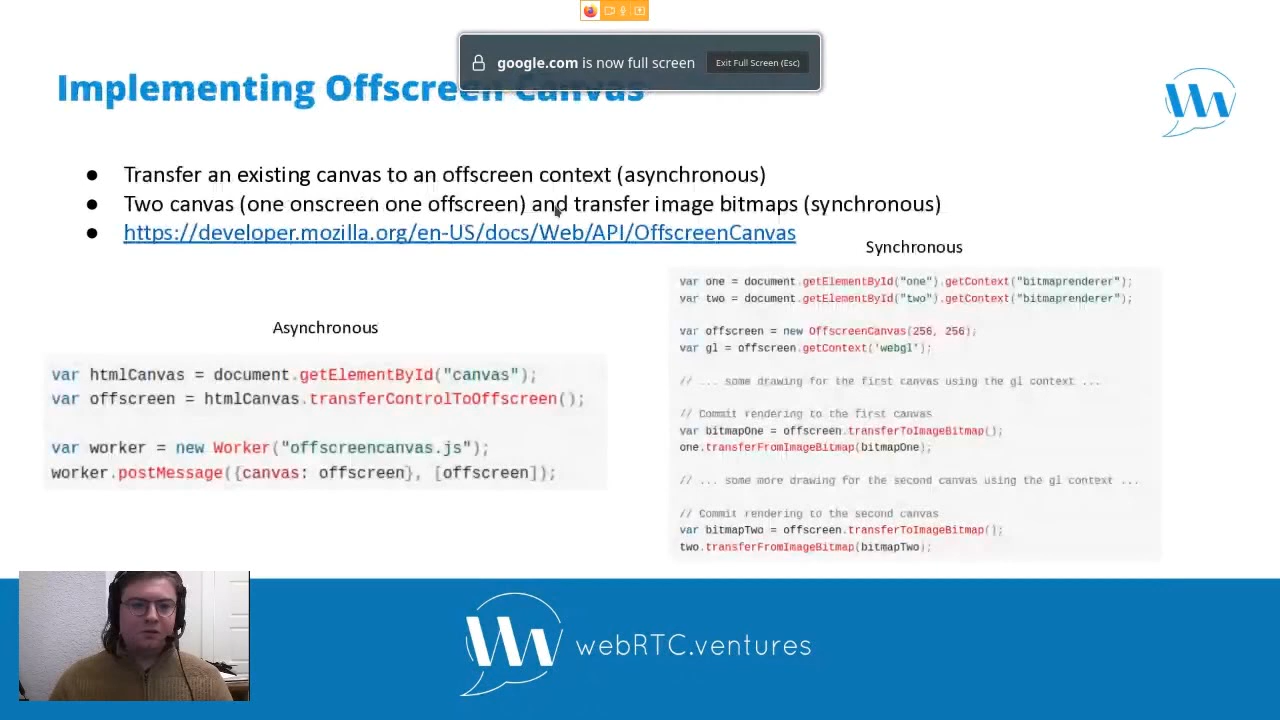 google.com is now full screen
Exit Full Screen (Esc)
Implementing Offscreen Canvas
● Transfer an existing canvas to an offscreen context (asynchronous)
● Two canvas (one onscreen one offscreen) and transfer image bitmaps (synchronous)
● https://developer.mozilla.org/en-US/docs/Web/API/OffscreenCanvas
Asynchronous
var htmlCanvas = document.getElementById("canvas");
var offscreen = htmlCanvas.transferControlToOffscreen();
var worker = new Worker("offscreencanvas.js");
worker.postMessage({canvas: offscreen}, [offscreen]);
Synchronous
var one = document.getElementById("one").getContext("bitmaprenderer");
var two = document.getElementById("two").getContext("bitmaprenderer");
var offscreen = new OffscreenCanvas(256, 256);
var gl = offscreen.getContext('webgl');
// ... some drawing for the first canvas using the gl context ...
// Commit rendering to the first canvas
var bitmapOne = offscreen.transferToImageBitmap();
one.transferFromImageBitmap(bitmapOne);
// ... some more drawing for the second canvas using the gl context ...
// Commit rendering to the second canvas
var bitmapTwo = offscreen.transferToImageBitmap();
two.transferFromImageBitmap(bitmapTwo);
webRTC.ventures